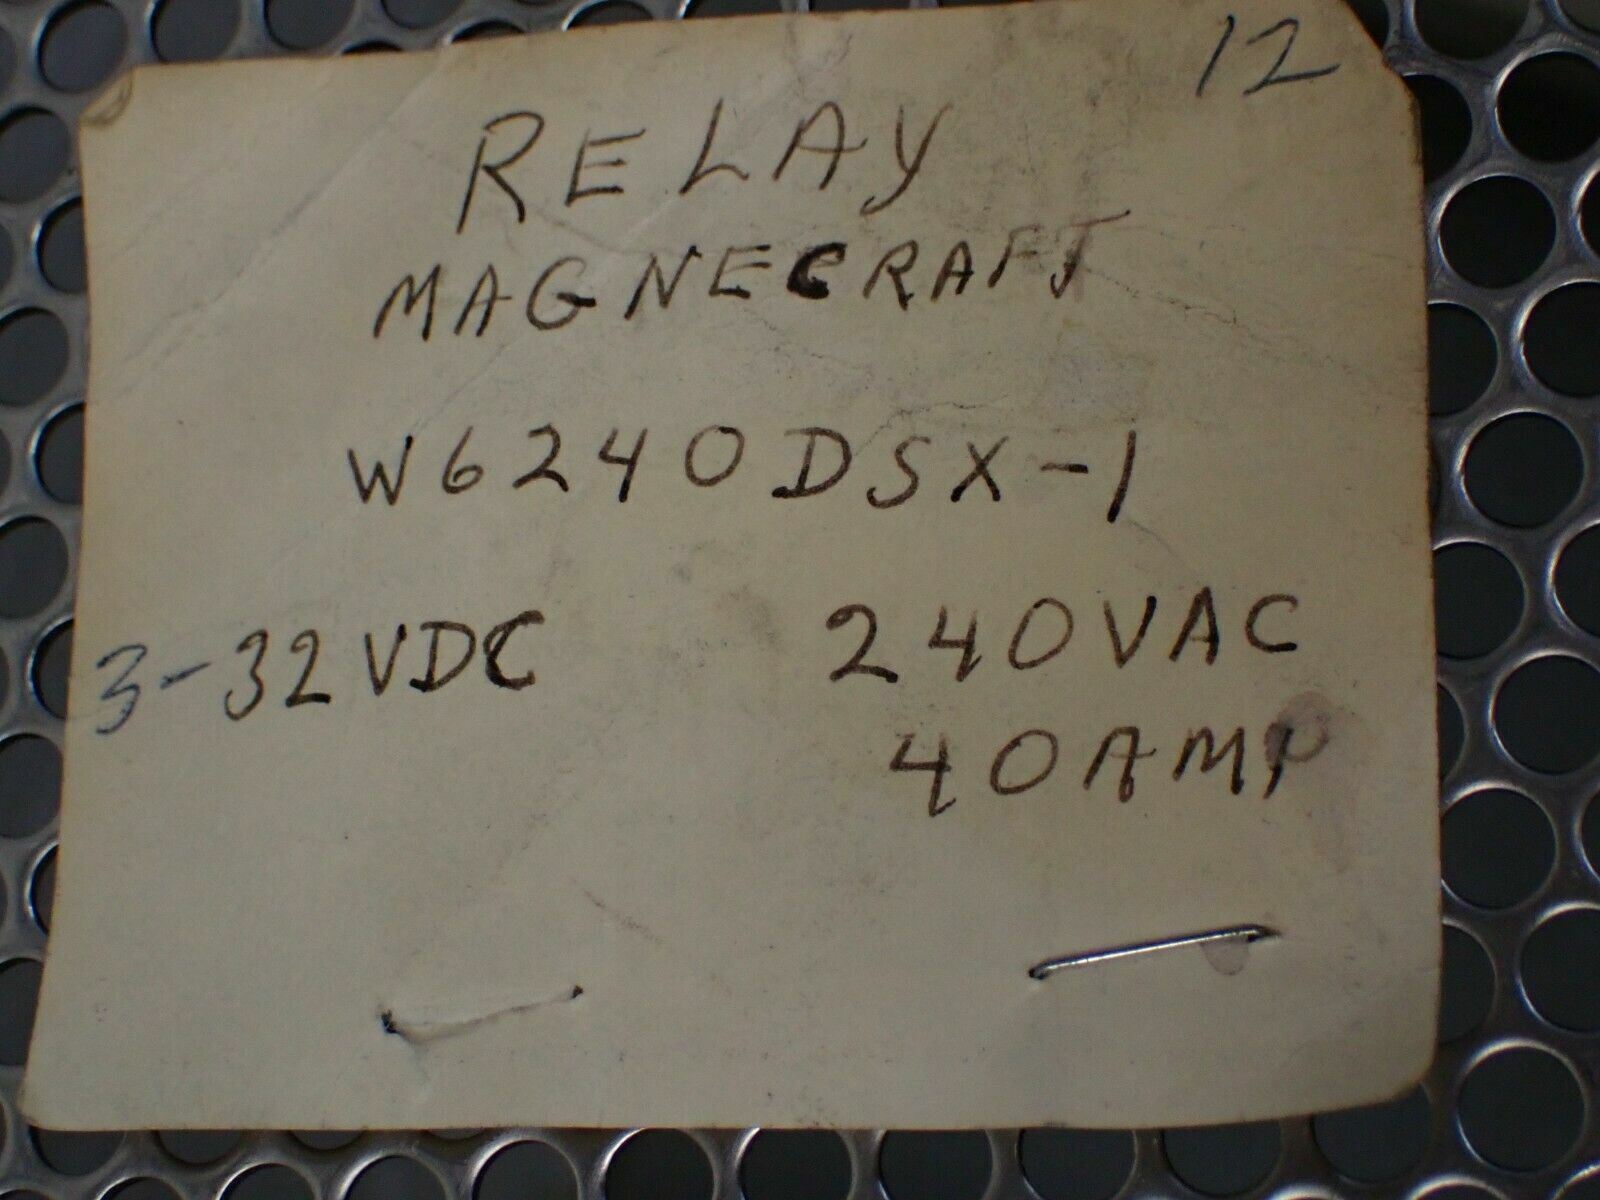 12
RELAY
MAGNECRAFT
W6240DSX-1
3-32VDC 240VAC
40AMP